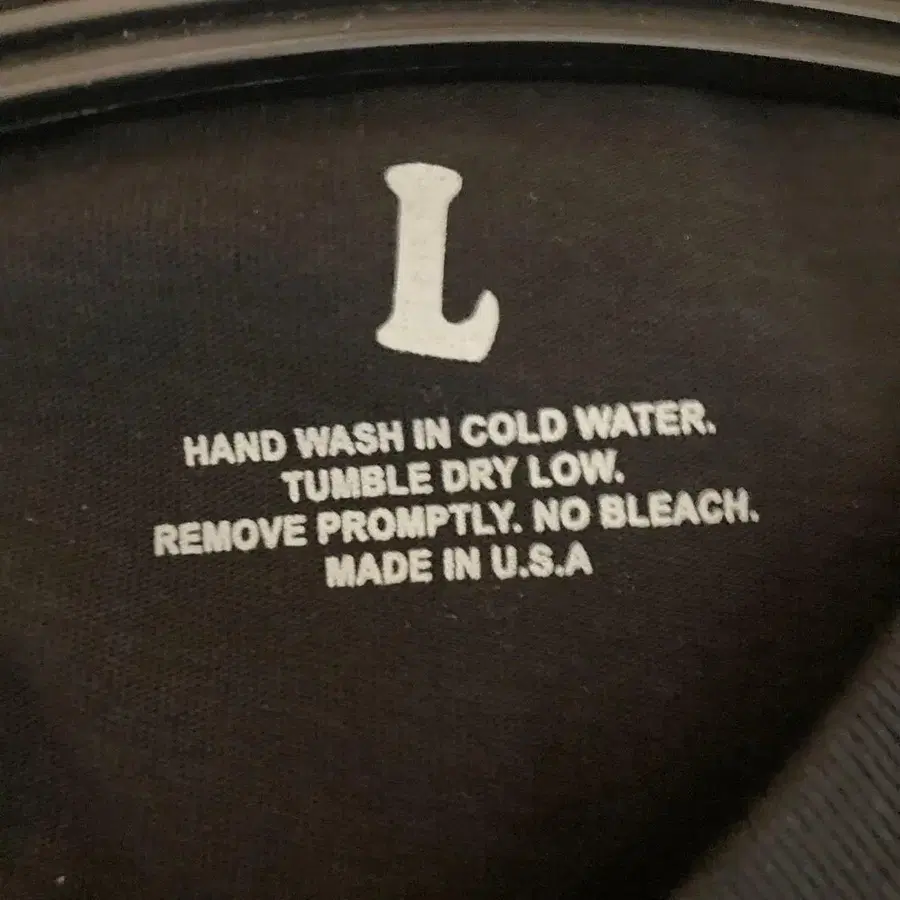 L
HAND WASH IN COLD WATER.
TUMBLE DRY LOW.
REMOVE PROMPTLY. NO BLEACH.
MADE IN U.S.A